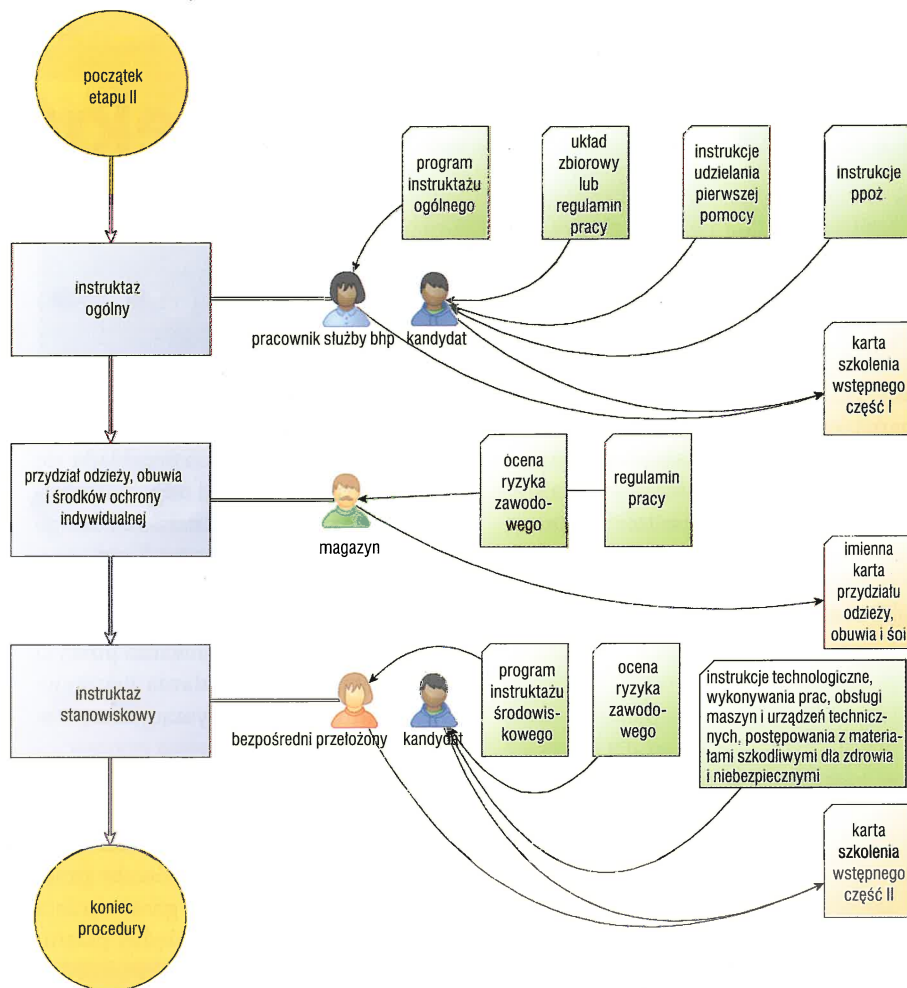 początek
etapu II
program
instruktażu
ogólnego
układ
zbiorowy
lub
regulamin
pracy
instrukcje
udzielania
pierwszej
pomocy
instrukcje
ppoż
instruktaż
ogólny
pracownik służby bhp
kandydat
karta
szkolenia
wstępnego
część I
przydział odzieży, obuwia
i środków ochrony
indywidualnej
magazyn
ocena
ryzyka
zawodo-
wego
regulamin
pracy
imienna
karta
przydziału
odzieży,
obuwia i śoi
instruktaż
stanowiskowy
bezpośredni przełożony
kandydat
program
instruktażu
środowis-
kowego
ocena
ryzyka
zawodo-
wego
instrukcje technologiczne,
wykonywania prac, obsługi
maszyn i urządzeń technicz-
nych, postępowania z materia-
łami szkodliwymi dla zdrowia
i niebezpiecznymi
karta
szkolenia
wstępnego
część II
koniec
procedury